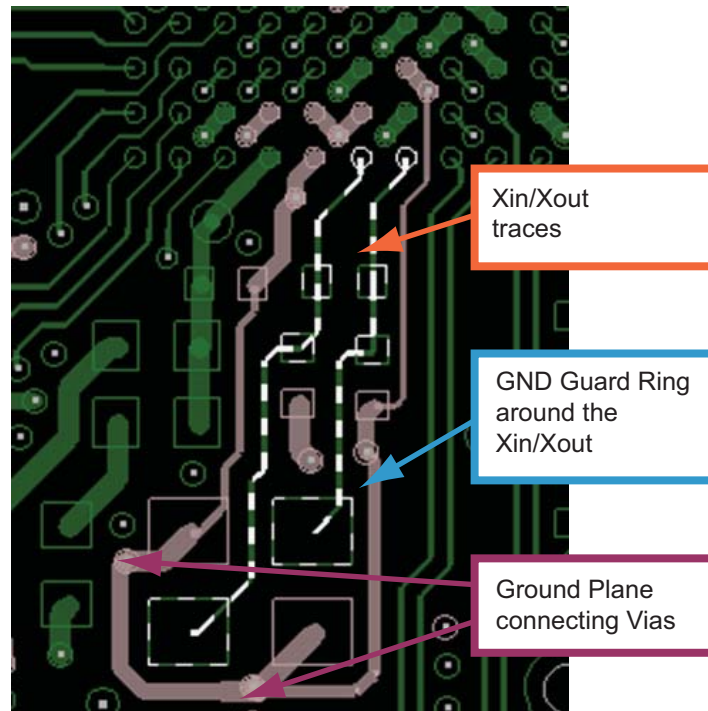 Xin/Xout
traces
GND Guard Ring
around the
Xin/Xout
Ground Plane
connecting Vias